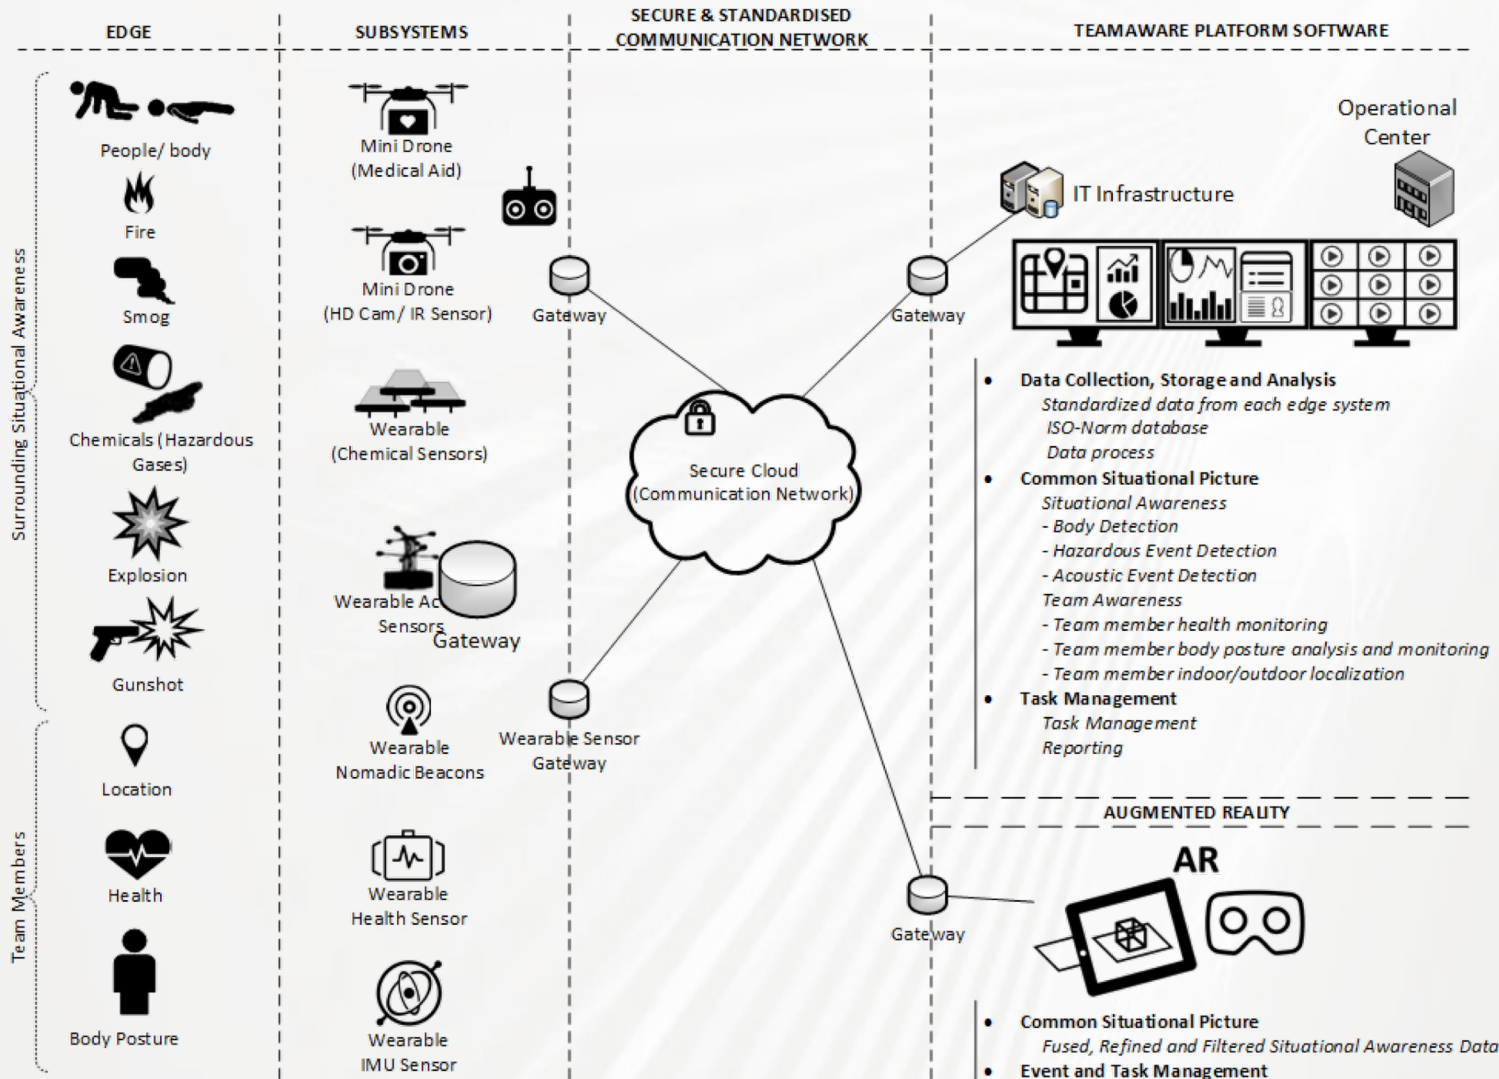 EDGE
SUBSYSTEMS
SECURE & STANDARDISED
COMMUNICATION NETWORK
TEAMAWARE PLATFORM SOFTWARE
Surrounding Situational Awareness
People/ body
Fire
Smog
Chemicals (Hazardous
Gases)
Explosion
Gunshot
Team Members
Location
Health
Body Posture
Mini Drone
(Medical Aid)
Mini Drone
(HD Cam/ IR Sensor)
Wearable
(Chemical Sensors)
Wearable
Sensors
Gateway
Wearable
Nomadic Beacons
Wearable
Health Sensor
Wearable
IMU Sensor
Gateway
Wearable Sensor
Gateway
Secure Cloud
(Communication Network)
Gateway
Gateway
Operational
Center
IT Infrastructure
• Data Collection, Storage and Analysis
Standardized data from each edge system
ISO-Norm database
Data process
• Common Situational Picture
Situational Awareness
- Body Detection
- Hazardous Event Detection
- Acoustic Event Detection
Team Awareness
- Team member health monitoring
- Team member body posture analysis and monitoring
- Team member indoor/outdoor localization
• Task Management
Task Management
Reporting
AUGMENTED REALITY
AR
• Common Situational Picture
Fused, Refined and Filtered Situational Awareness Data
• Event and Task Management